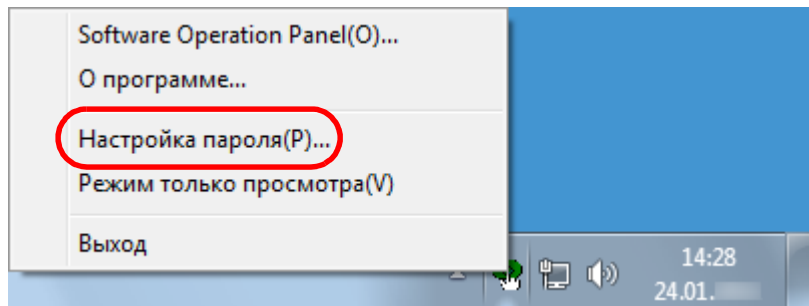 Software Operation Panel(O)...
О программе...
Настройка пароля(P)...
Режим только просмотра(V)
Выход
14:28
24.01.